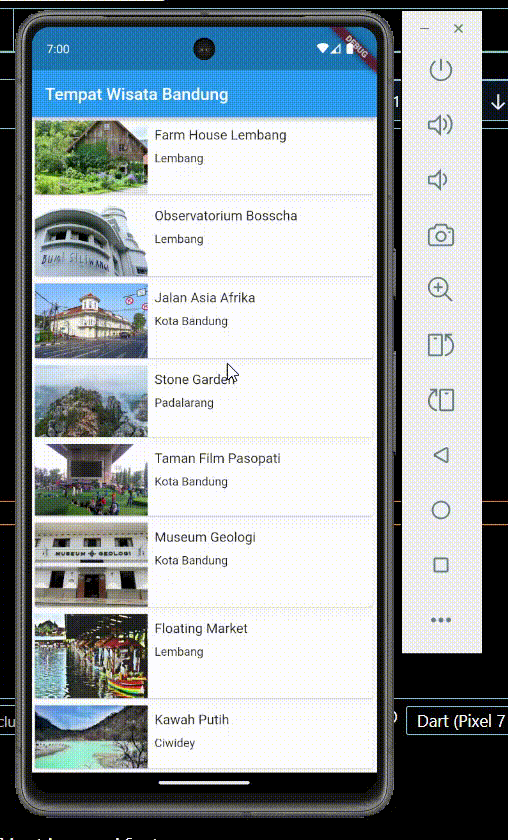 7:00
DEBUG
Tempat Wisata Bandung
Farm House Lembang
Lembang
Observatorium Bosscha
Lembang
BUMI SILIWANGI
Jalan Asia Afrika
Kota Bandung
Stone Garden
Padalarang
Taman Film Pasopati
Kota Bandung
Museum Geologi
MUSEUM GEOLOGI
Kota Bandung
Floating Market
Lembang
Kawah Putih
Ciwidey
Dart (Pixel 7